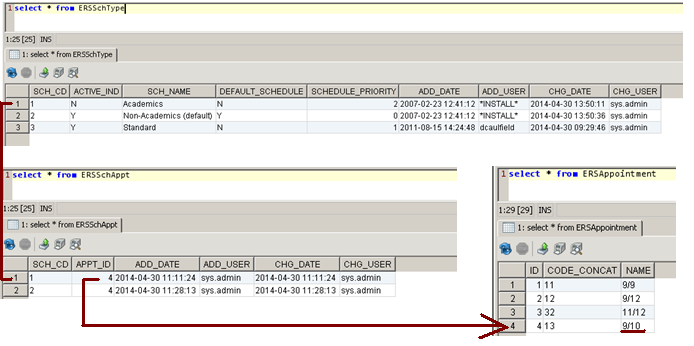 1 select * from ERSSchType
1:25 [25] INS
1: select * from ERSSchType
SCH_CD ACTIVE_IND SCH_NAME DEFAULT_SCHEDULE SCHEDULE_PRIORITY ADD_DATE ADD_USER CHG_DATE CHG_USER
1 1 N Academics N 2 2007-02-23 12:41:12 *INSTALL* 2014-04-30 13:50:11 sys.admin
2 2 Y Non-Academics (default) Y 0 2007-02-23 12:41:12 *INSTALL* 2014-04-30 13:50:36 sys.admin
3 3 Y Standard N 1 2011-08-15 14:24:48 dcaulfield 2014-04-30 09:29:46 sys.admin
1 select * from ERSSchAppt
1:25 [25] INS
1: select * from ERSSchAppt
SCH_CD APPT_ID ADD_DATE ADD_USER CHG_DATE CHG_USER
1 1 4 2014-04-30 11:11:24 sys.admin 2014-04-30 11:11:24 sys.admin
2 2 4 2014-04-30 11:28:13 sys.admin 2014-04-30 11:28:13 sys.admin
1 select * from ERSAppointment
1:29 [29] INS
1: select * from ERSAppointment
ID CODE_CONCAT NAME
1 1 11 9/9
2 2 12 9/12
3 3 32 11/12
4 4 13 9/10